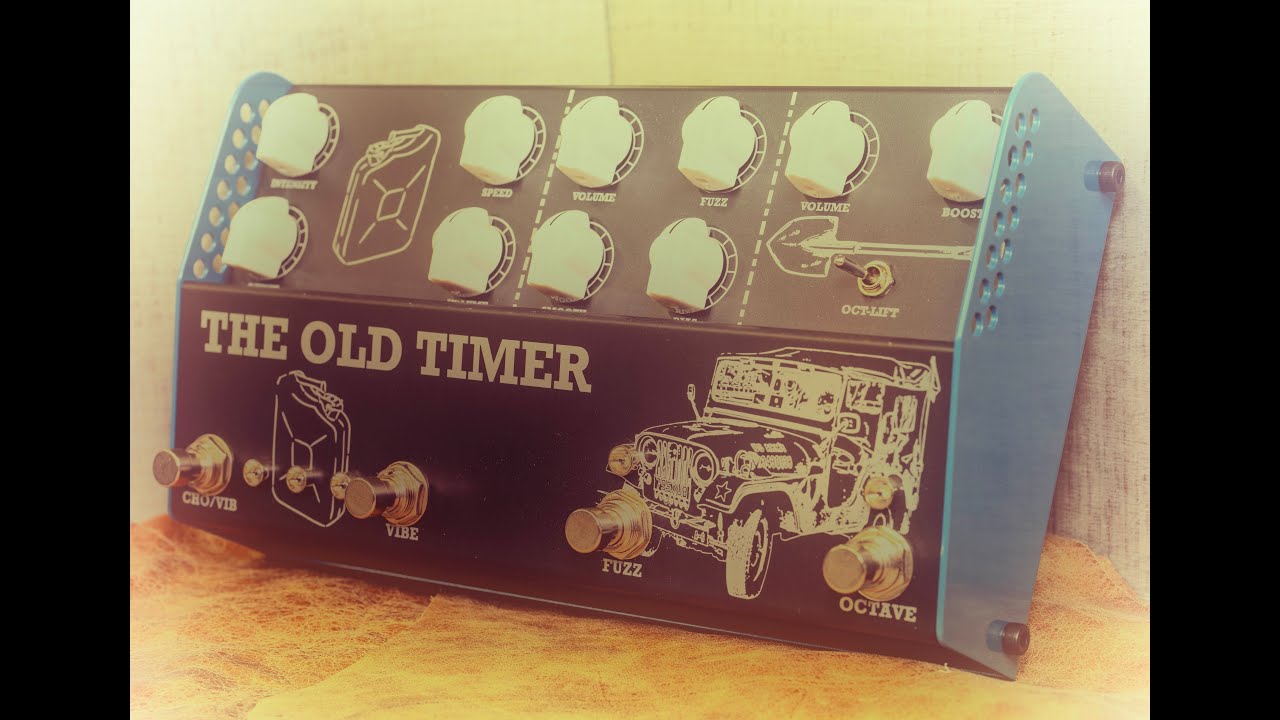 INTENSITY
SPEED
VOLUME
FUZZ
VOLUME
BOOST
OCT-LIFT
THE OLD TIMER
CHO/VIB
VIBE
FUZZ
OCTAVE